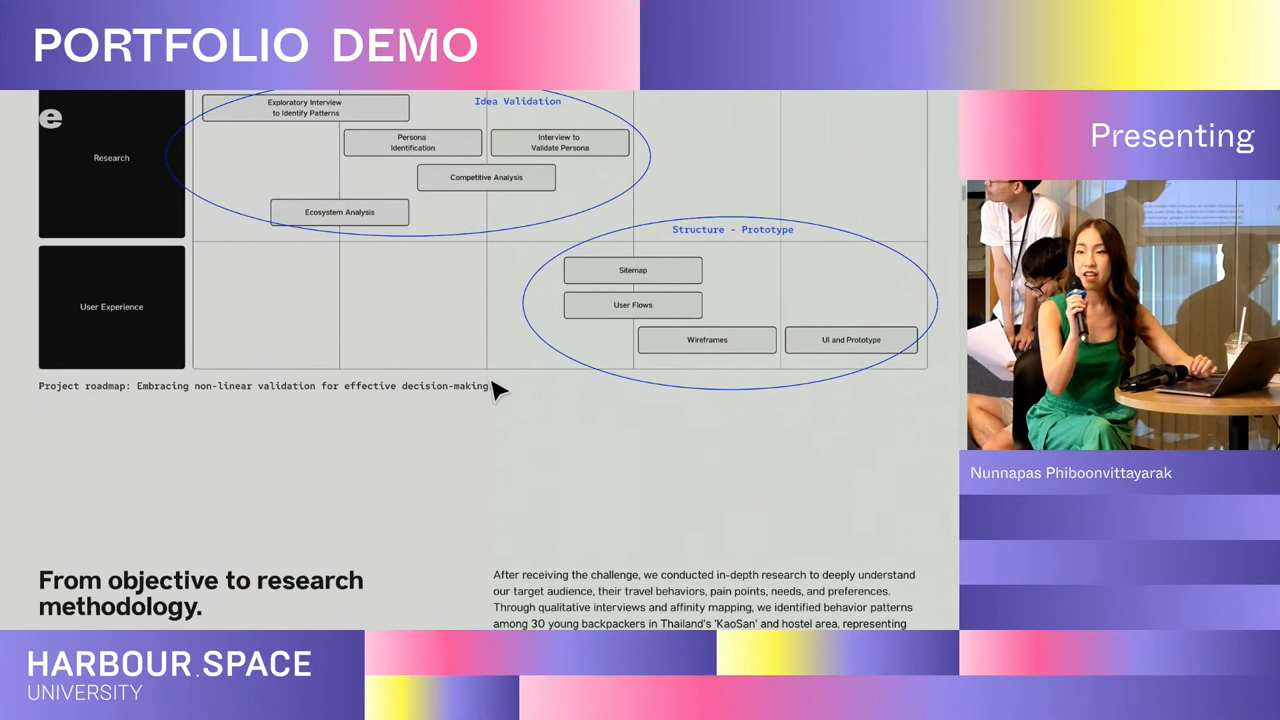 PORTFOLIO DEMO
Presenting
e
Research
Exploratory Interview
to Identify Patterns
Idea Validation
Persona
Identification
Interview to
Validate Persona
Competitive Analysis
Ecosystem Analysis
Structure - Prototype
User Experience
Sitemap
User Flows
Wireframes
UI and Prototype
Project roadmap: Embracing non-linear validation for effective decision-making
Nunnapas Phiboonvittayarak
From objective to research
methodology.
After receiving the challenge, we conducted in-depth research to deeply understand
our target audience, their travel behaviors, pain points, needs, and preferences.
Through qualitative interviews and affinity mapping, we identified behavior patterns
among 30 young backpackers in Thailand's 'KaoSan' and hostel area, representing
HARBOUR.SPACE
UNIVERSITY